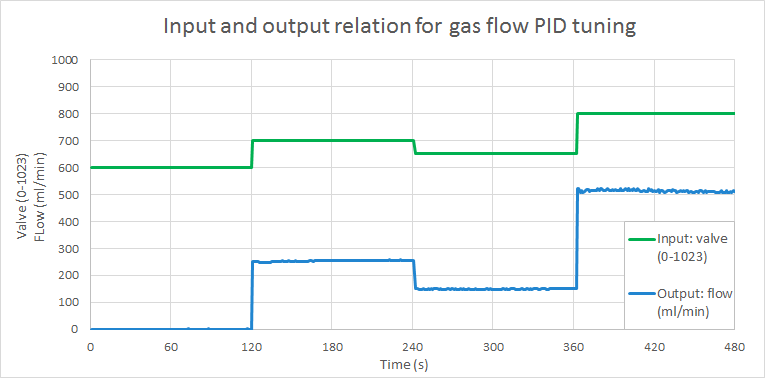 Input and output relation for gas flow PID tuning
Valve (0-1023)
FLow (ml/min)
1000
900
800
700
600
500
400
300
200
100
0
0 60 120 180 240 300 360 420 480
Time (s)
Input: valve
(0-1023)
Output: flow
(ml/min)